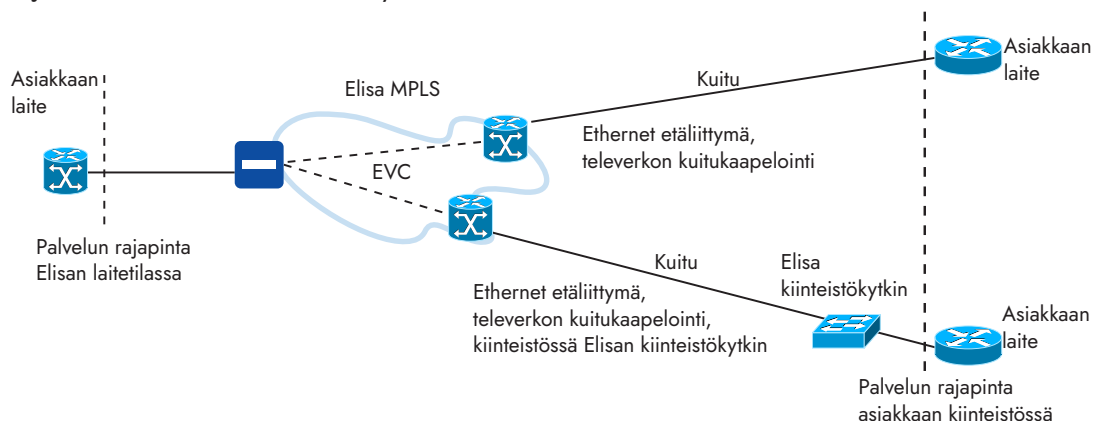 Asiakkaan
laite
Palvelun rajapinta
Elisan laitetilassa
Elisa MPLS
EVC
Kuitu
Ethernet etäliittymä,
televerkon kuitukaapelointi
Asiakkaan
laite
Kuitu
Ethernet etäliittymä,
televerkon kuitukaapelointi,
kiinteistössä Elisan kiinteistökytkin
Elisa
kiinteistökytkin
Asiakkaan
laite
Palvelun rajapinta
asiakkaan kiinteistössä